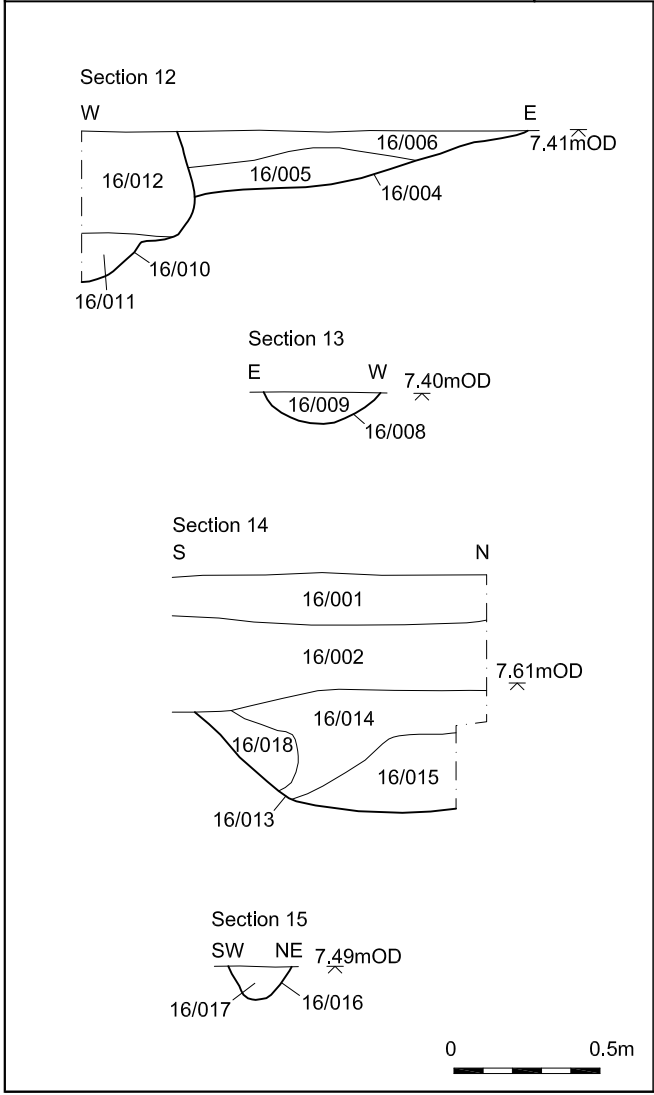 Section 12
W E
16/006
7.41mOD
16/012
16/005
16/004
16/010
16/011
Section 13
E W 7.40mOD
16/009
16/008
Section 14
S N
16/001
16/002
7.61mOD
16/014
16/018
16/015
16/013
Section 15
SW NE 7.49mOD
16/017 16/016
0 0.5m